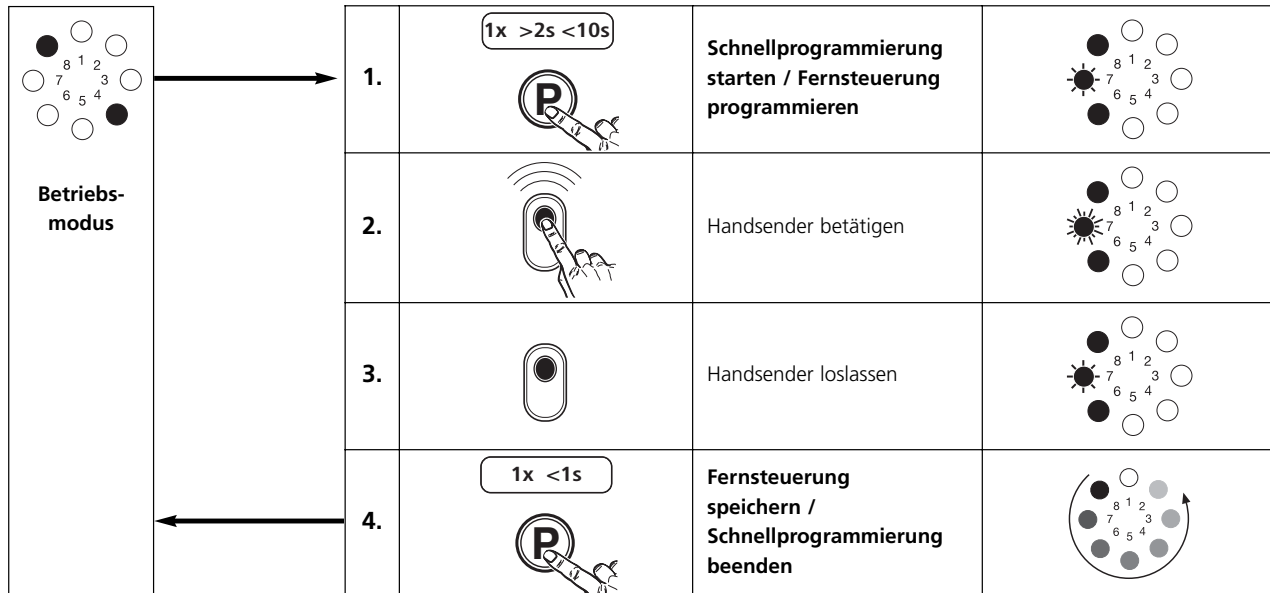 8 1 2
7 3
6 5 4
Betriebs-
modus
1.
1x >2s <10s
P
Schnellprogrammierung
starten / Fernsteuerung
programmieren
8 1 2
7 3
6 5 4
2.
Handsender betätigen
8 1 2
7 3
6 5 4
3.
Handsender loslassen
8 1 2
7 3
6 5 4
4.
1x <1s
P
Fernsteuerung
speichern /
Schnellprogrammierung
beenden
8 1 2
7 3
6 5 4